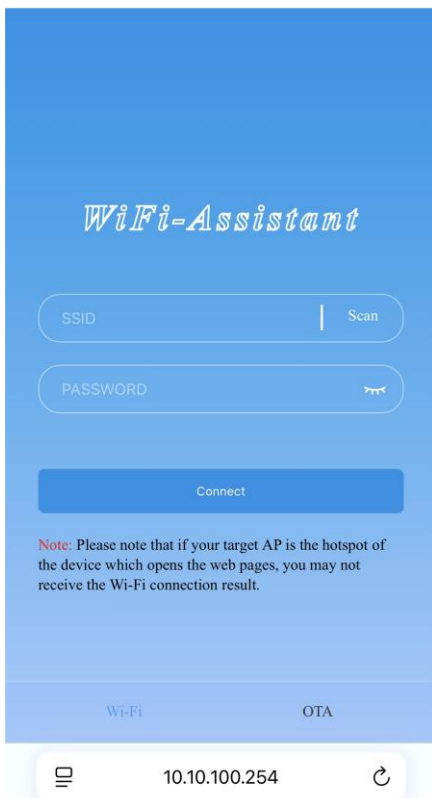 WiFi-Assistant
SSID
Scan
PASSWORD
Connect
Note: Please note that if your target AP is the hotspot of
the device which opens the web pages, you may not
receive the Wi-Fi connection result.
Wi-Fi
OTA
10.10.100.254